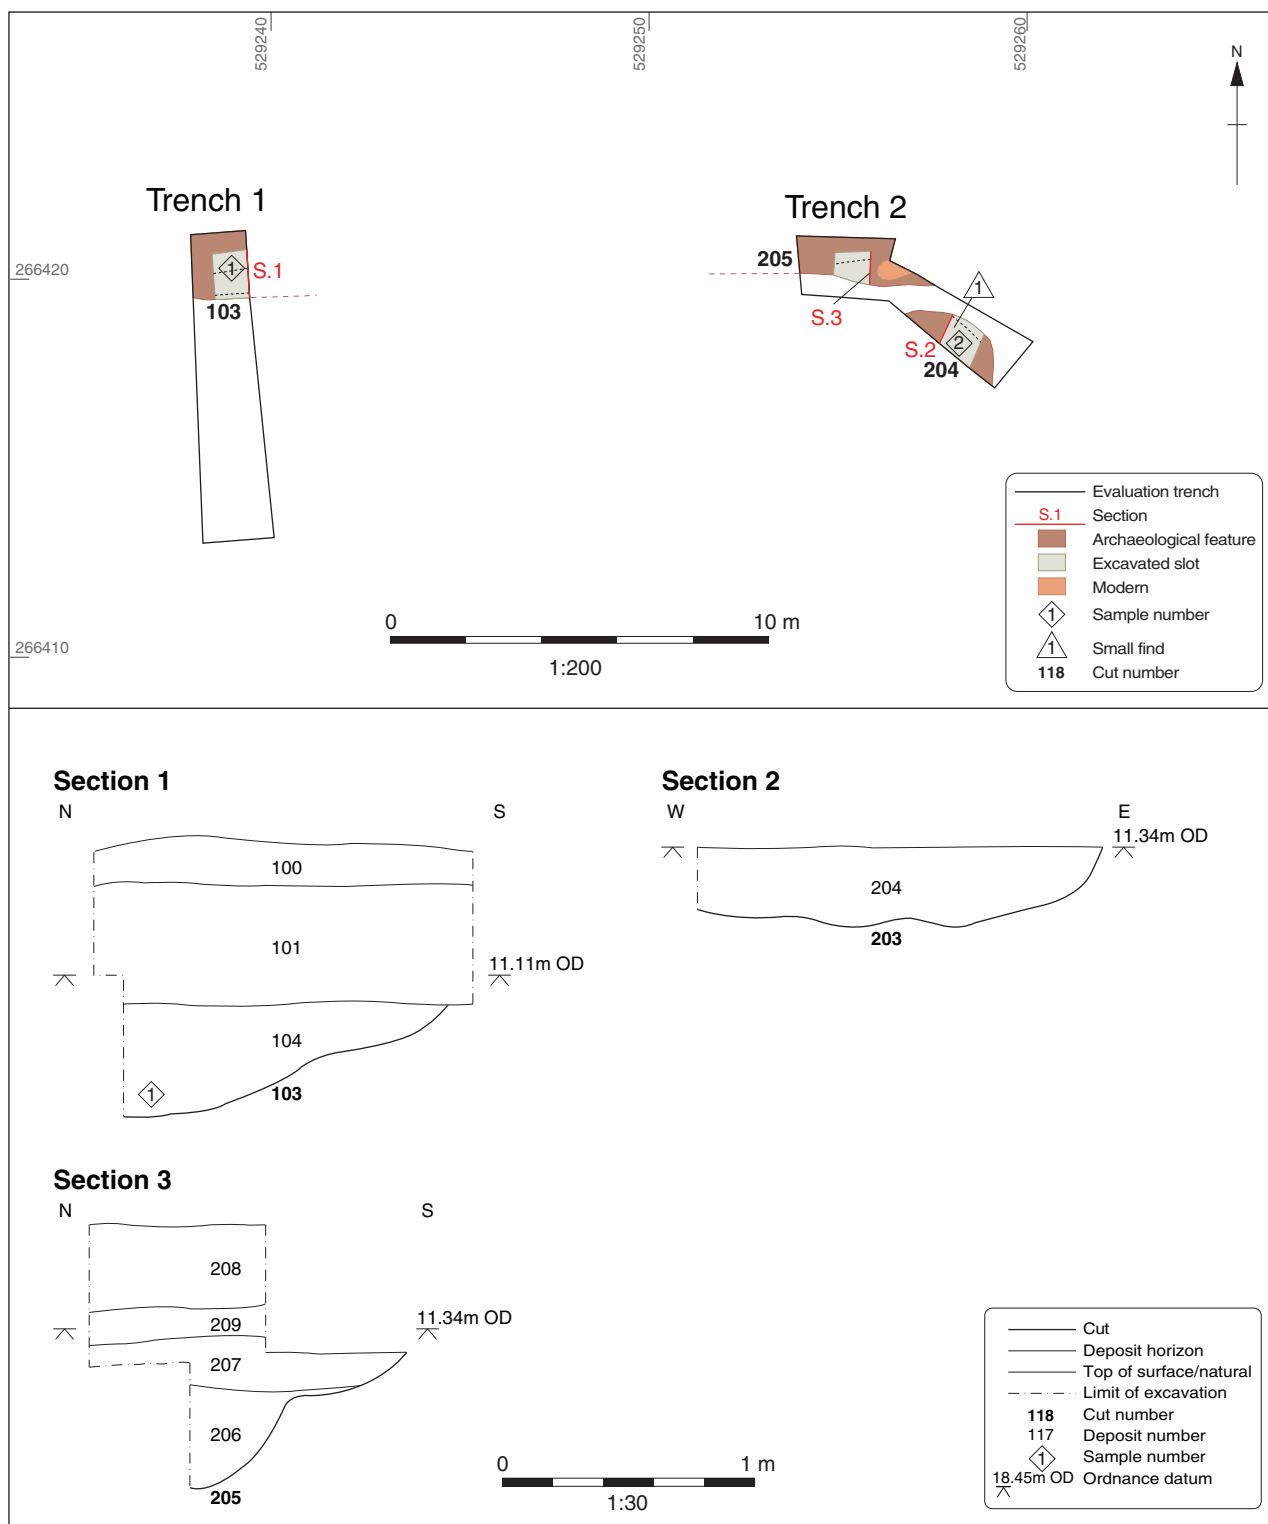 529240
529250
529260
N
Trench 1
Trench 2
266420
1
S.1
103
205
1
S.3
S.2
2
204
Evaluation trench
S.1 Section
Archaeological feature
Excavated slot
Modern
1 Sample number
1 Small find
118 Cut number
0 10 m
1:200
266410
Section 1
N S
100
101
11.11m OD
104
1
103
Section 2
W E
11.34m OD
204
203
Section 3
N S
208
209
11.34m OD
207
206
205
0 1 m
1:30
Cut
Deposit horizon
Top of surface/natural
Limit of excavation
118 Cut number
117 Deposit number
1 Sample number
18.45m OD Ordnance datum